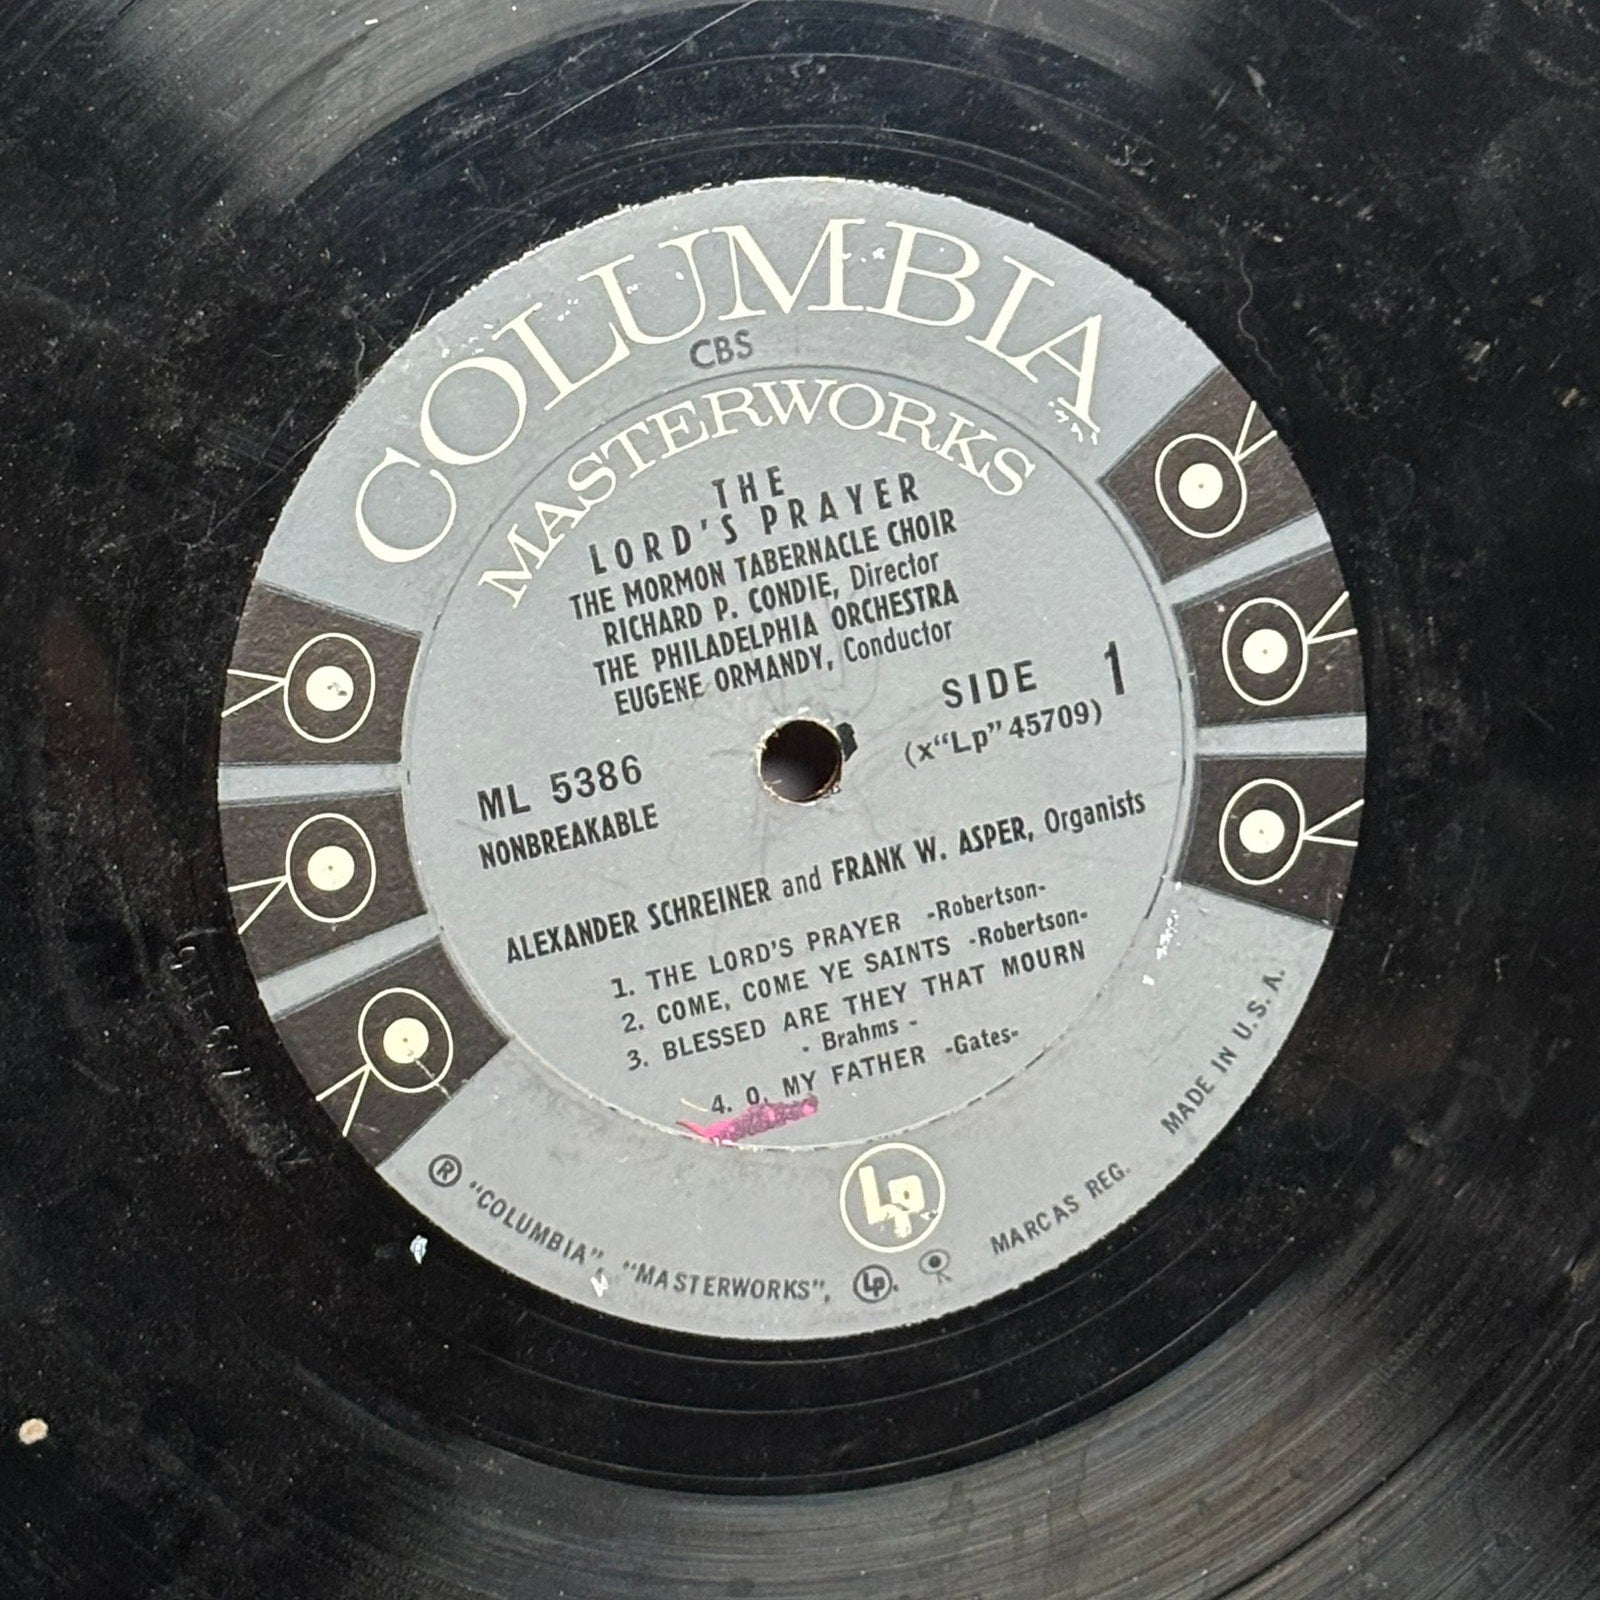 COLUMBIA
CBS
MASTERWORKS
THE
LORD'S PRAYER
THE MORMON TABERNACLE CHOIR
RICHARD P. CONDIE, Director
THE PHILADELPHIA ORCHESTRA
EUGENE ORMANDY, Conductor
SIDE 1
(x“Lp” 45709)
ML 5386
NONBREAKABLE
ALEXANDER SCHREINER and FRANK W. ASPER, Organists
1. THE LORD'S PRAYER -Robertson-
2. COME, COME YE SAINTS -Robertson-
3. BLESSED ARE THEY THAT MOURN
- Brahms -
4. O, MY FATHER -Gates-
Lp
® “COLUMBIA”, “MASTERWORKS”, Lp. MARCAS REG. MADE IN U. S. A.